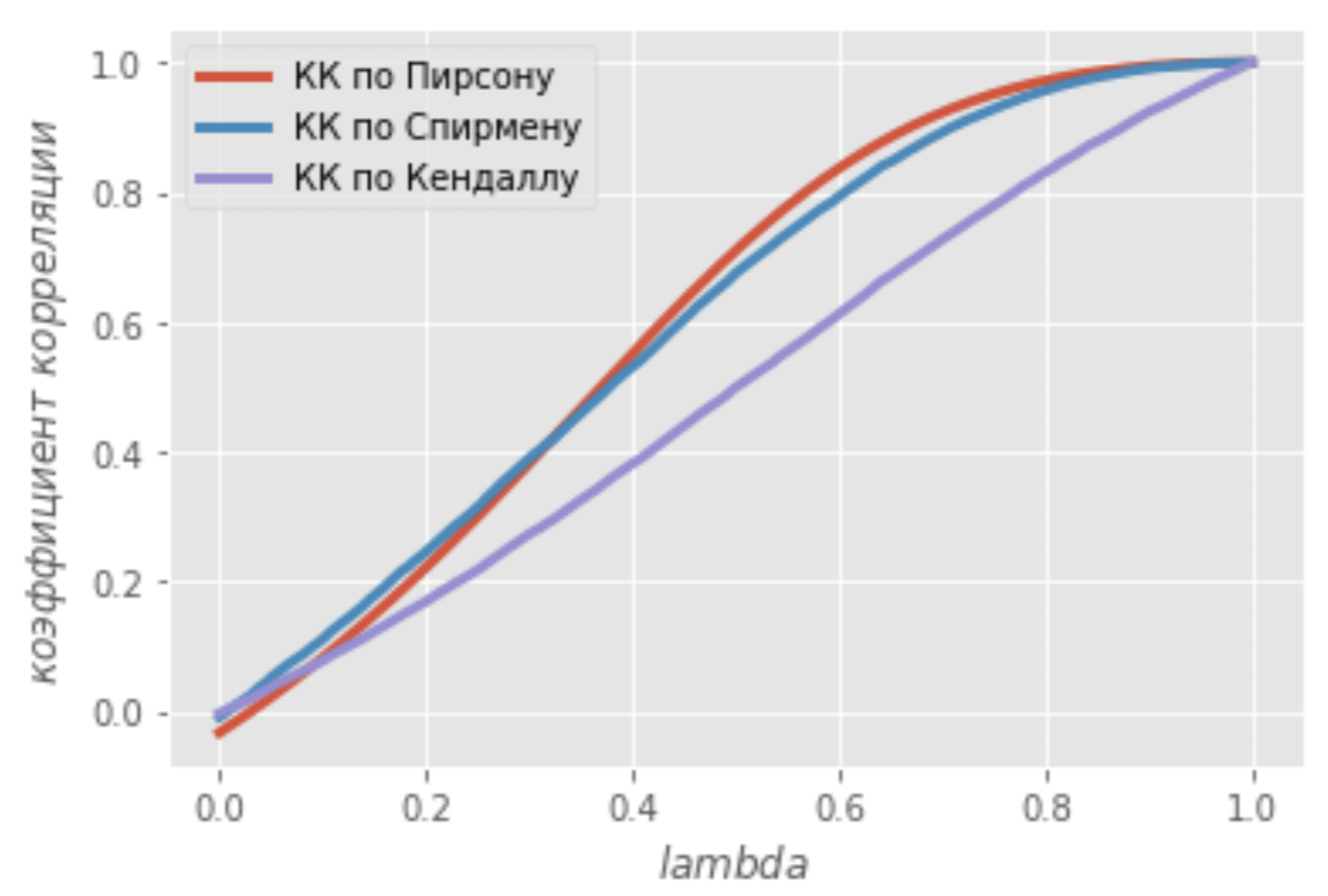 КК по Пирсону
КК по Спирмену
КК по Кендаллу
коэффициент корреляции
1.0
0.8
0.6
0.4
0.2
0.0
0.0 0.2 0.4 0.6 0.8 1.0
lambda